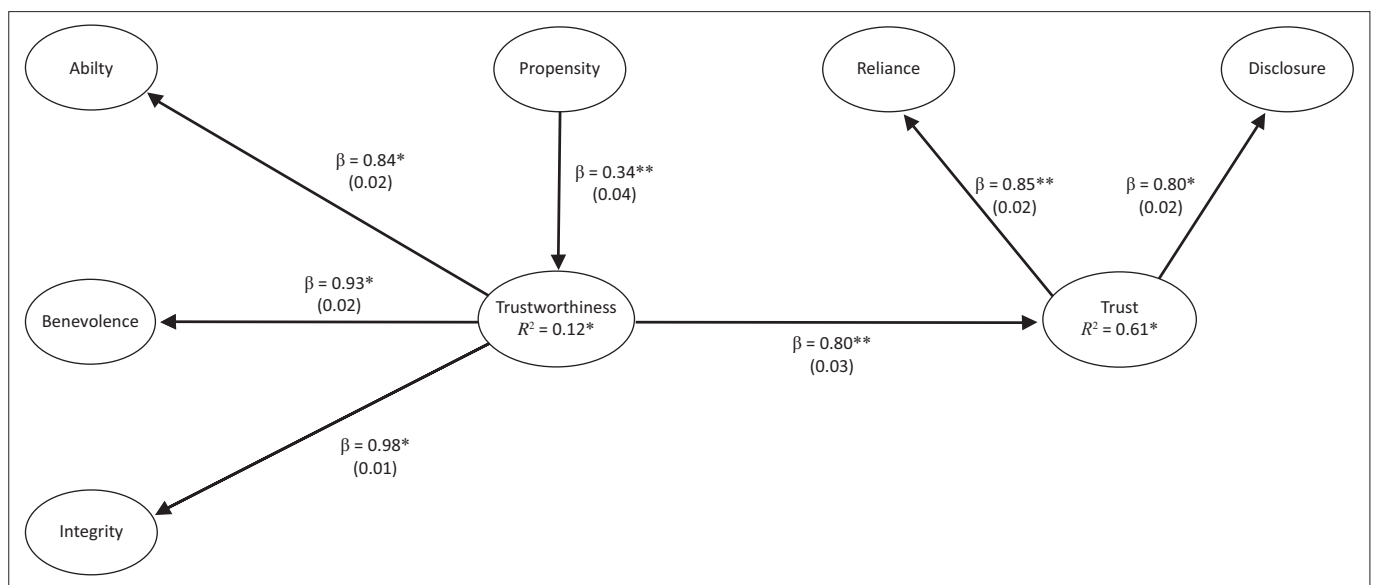 Abilty
Propensity
Reliance
Disclosure
β = 0.84*
(0.02)
β = 0.34**
(0.04)
β = 0.85**
(0.02)
β = 0.80*
(0.02)
β = 0.93*
(0.02)
Benevolence
Trustworthiness
R² = 0.12*
Trust
R² = 0.61*
β = 0.80**
(0.03)
β = 0.98*
(0.01)
Integrity